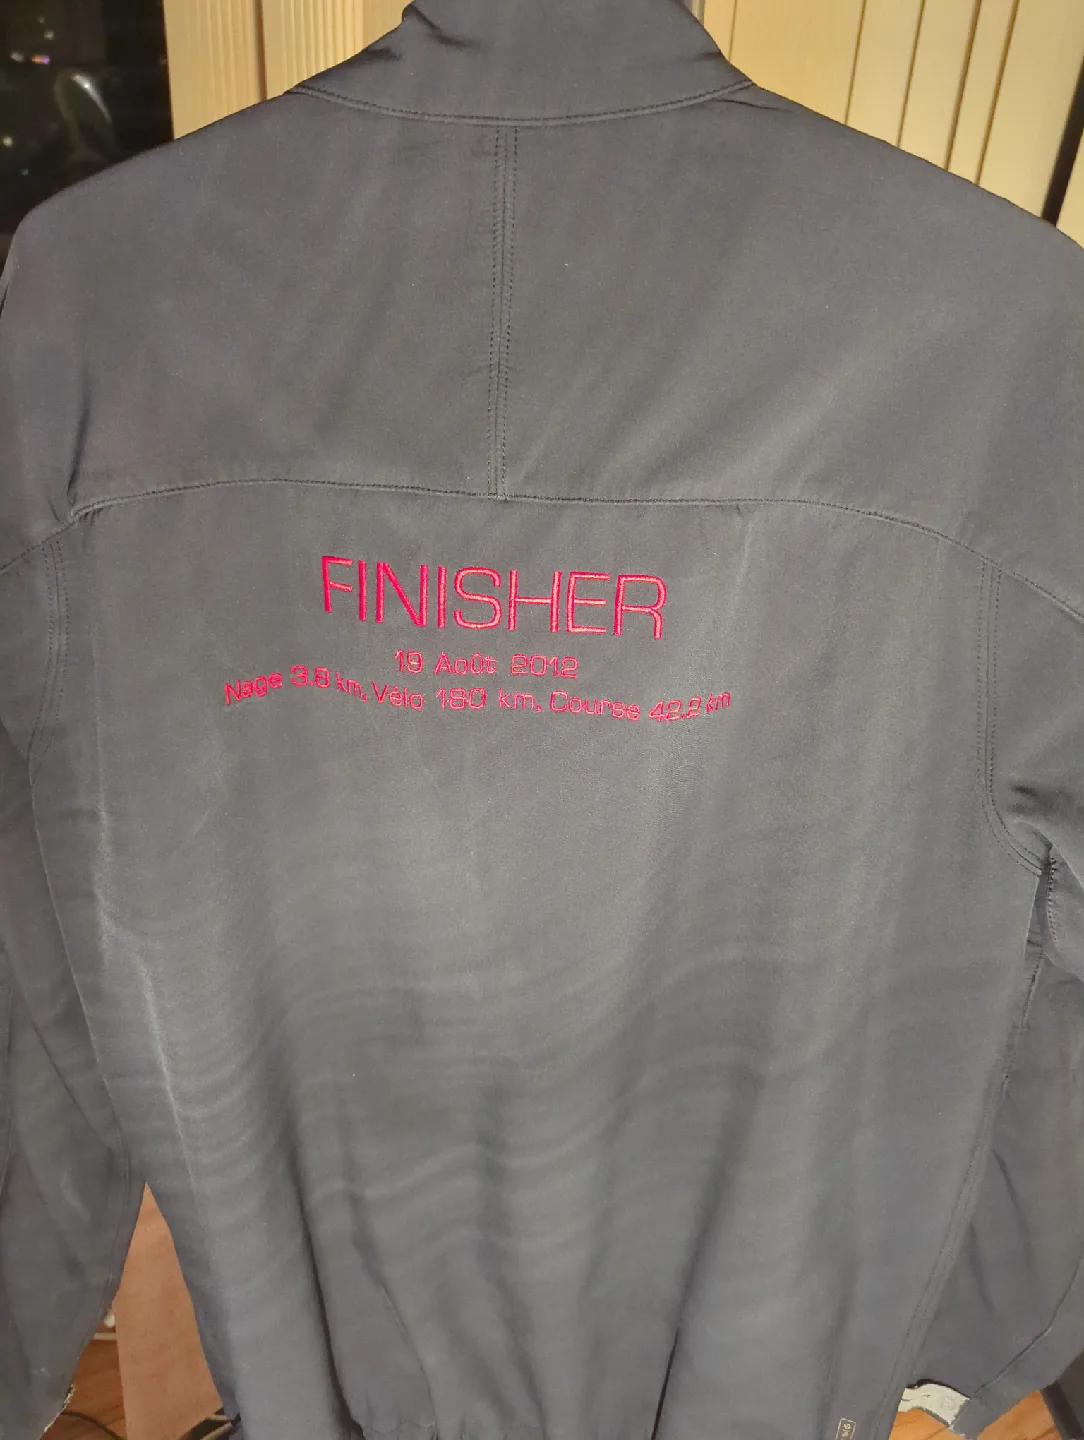 FINISHER
19 Août 2012
Nage 3.8 km, Vélo 180 km, Course 42.2 km